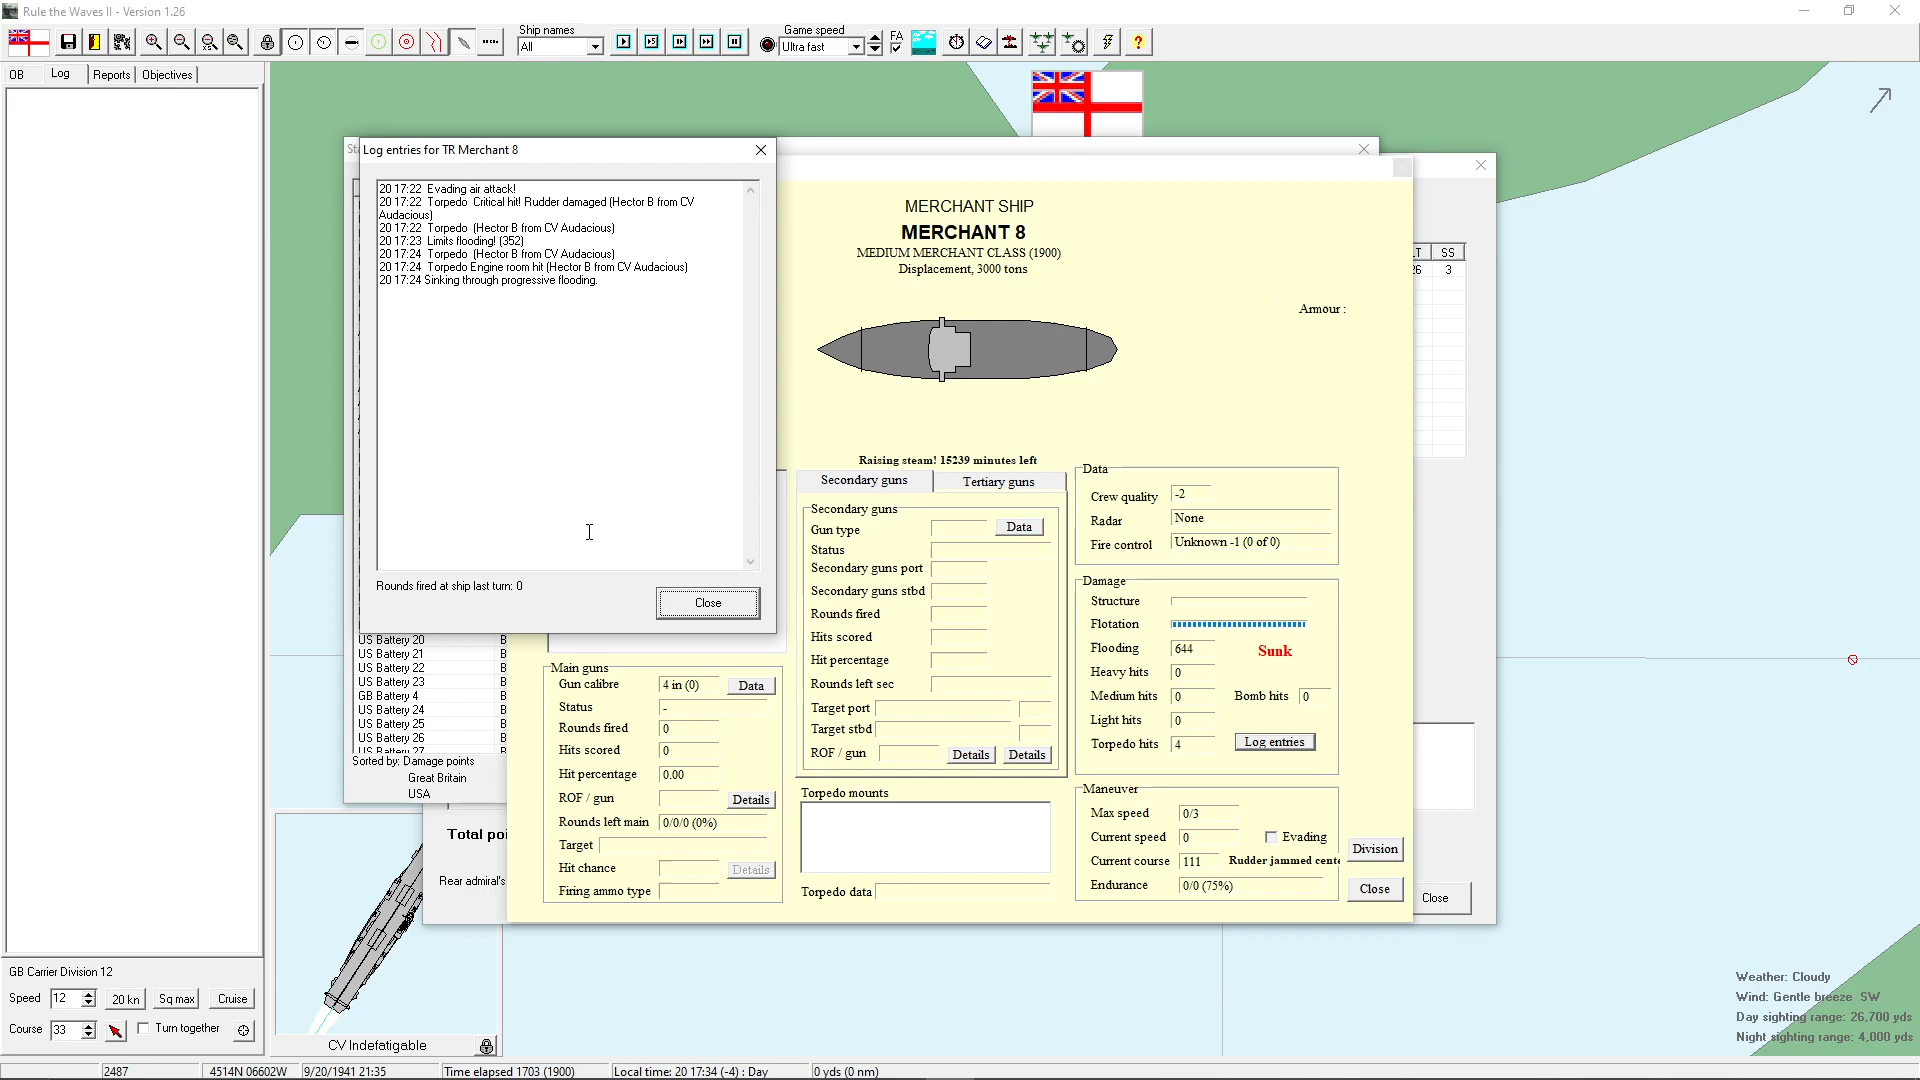 Rule the Waves II - Version 1.26
Ship names
All
Game speed
Ultra fast
FA
OB
Log
Reports
Objectives
Log entries for TR Merchant 8
20 17:22 Evading air attack!
20 17:22 Torpedo Critical hit! Rudder damaged (Hector B from CV
Audacious)
20 17:22 Torpedo (Hector B from CV Audacious)
20 17:23 Limits flooding! (352)
20 17:24 Torpedo (Hector B from CV Audacious)
20 17:24 Torpedo Engine room hit (Hector B from CV Audacious)
20 17:24 Sinking through progressive flooding.
Rounds fired at ship last turn: 0
Close
MERCHANT SHIP
MERCHANT 8
MEDIUM MERCHANT CLASS (1900)
Displacement, 3000 tons
Armour :
SS
3
Raising steam! 15239 minutes left
Secondary guns
Tertiary guns
Secondary guns
Gun type
Data
Status
Secondary guns port
Secondary guns stbd
Rounds fired
Hits scored
Hit percentage
Rounds left sec
Target port
Target stbd
ROF / gun
Details
Details
Torpedo mounts
Torpedo data
Data
Crew quality -2
Radar None
Fire control Unknown -1 (0 of 0)
Damage
Structure
Flotation
Flooding 644 Sunk
Heavy hits 0
Medium hits 0 Bomb hits 0
Light hits 0
Torpedo hits 4 Log entries
Maneuver
Max speed 0/3
Current speed 0 Evading
Current course 111 Rudder jammed cente
Endurance 0/0 (75%)
Division
Close
Close
US Battery 20 B
US Battery 21 B
US Battery 22 B
US Battery 23 B
GB Battery 4 B
US Battery 24 B
US Battery 25 B
US Battery 26 B
US Battery 27 B
Sorted by: Damage points
Great Britain
USA
Main guns
Gun calibre 4 in (0) Data
Status -
Rounds fired 0
Hits scored 0
Hit percentage 0.00
ROF / gun Details
Rounds left main 0/0/0 (0%)
Target
Hit chance Details
Firing ammo type
Total poi
Rear admiral's
CV Indefatigable
GB Carrier Division 12
Speed 12 20 kn Sq max Cruise
Course 33 Turn together
Weather: Cloudy
Wind: Gentle breeze SW
Day sighting range: 26,700 yds
Night sighting range: 4,000 yds
2487 4514N 06602W 9/20/1941 21:35 Time elapsed 1703 (1900) Local time: 20 17:34 (-4) : Day 0 yds (0 nm)